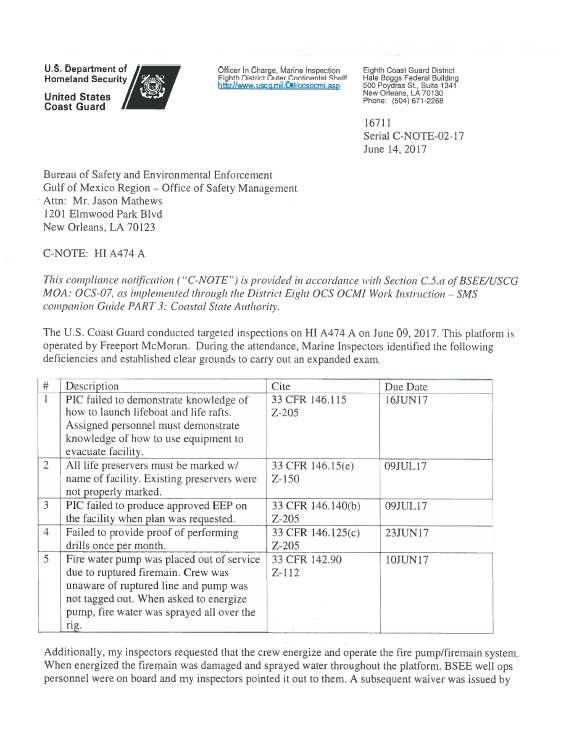 U.S. Department of
Homeland Security
United States
Coast Guard
Officer In Charge, Marine Inspection
Eighth District Outer Continental Shelf
http://www.uscg.mil/D8/ocsocmi.asp
Eighth Coast Guard District
Hale Boggs Federal Building
500 Poydras St., Suite 1341
New Orleans, LA 70130
Phone: (504) 671-2268
16711
Serial C-NOTE-02-17
June 14, 2017
Bureau of Safety and Environmental Enforcement
Gulf of Mexico Region – Office of Safety Management
Attn: Mr. Jason Mathews
1201 Elmwood Park Blvd
New Orleans, LA 70123
C-NOTE: HI A474 A
This compliance notification ("C-NOTE") is provided in accordance with Section C.5.a of BSEE/USCG
MOA: OCS-07, as implemented through the District Eight OCS OCMI Work Instruction – SMS
companion Guide PART 3: Coastal State Authority.
The U.S. Coast Guard conducted targeted inspections on HI A474 A on June 09, 2017. This platform is
operated by Freeport McMoran. During the attendance, Marine Inspectors identified the following
deficiencies and established clear grounds to carry out an expanded exam.
# Description Cite Due Date
1 PIC failed to demonstrate knowledge of 33 CFR 146.115 16JUN17
how to launch lifeboat and life rafts. Z-205
Assigned personnel must demonstrate
knowledge of how to use equipment to
evacuate facility.
2 All life preservers must be marked w/ 33 CFR 146.15(e) 09JUL17
name of facility. Existing preservers were Z-150
not properly marked.
3 PIC failed to produce approved EEP on 33 CFR 146.140(b) 09JUL17
the facility when plan was requested. Z-205
4 Failed to provide proof of performing 33 CFR 146.125(c) 23JUN17
drills once per month. Z-205
5 Fire water pump was placed out of service 33 CFR 142.90 10JUN17
due to ruptured firemain. Crew was Z-112
unaware of ruptured line and pump was
not tagged out. When asked to energize
pump, fire water was sprayed all over the
rig.
Additionally, my inspectors requested that the crew energize and operate the fire pump/firemain system.
When energized the firemain was damaged and sprayed water throughout the platform. BSEE well ops
personnel were on board and my inspectors pointed it out to them. A subsequent waiver was issued by